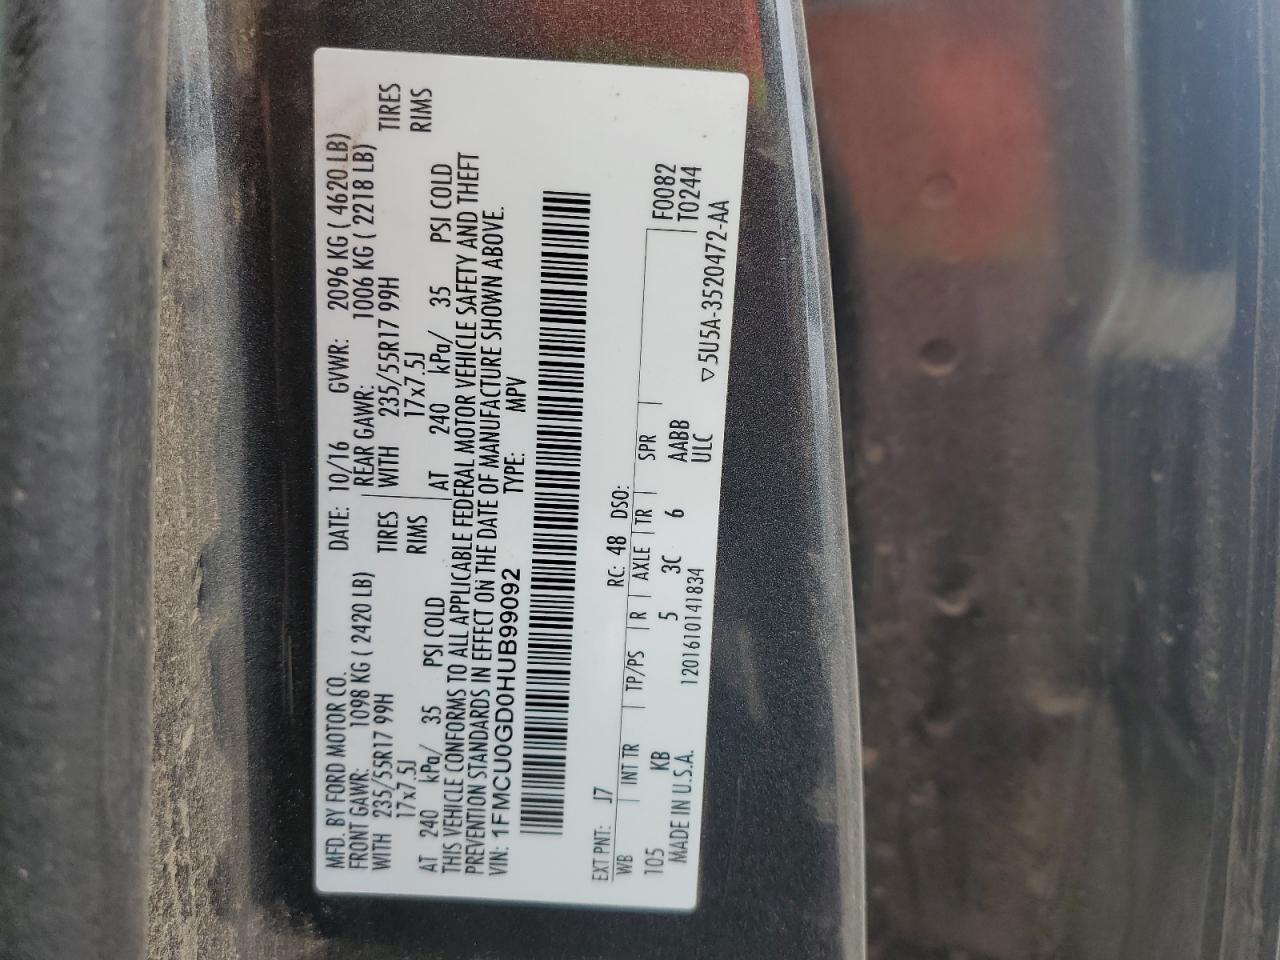 MFD. BY FORD MOTOR CO. DATE: 10/16 GVWR: 2096 KG ( 4620 LB)
FRONT GAWR: 1098 KG ( 2420 LB) REAR GAWR: 1006 KG ( 2218 LB)
WITH 235/55R17 99H TIRES WITH 235/55R17 99H TIRES
17x7.5J RIMS 17x7.5J RIMS
AT 240 kPa/ 35 PSI COLD AT 240 kPa/ 35 PSI COLD
THIS VEHICLE CONFORMS TO ALL APPLICABLE FEDERAL MOTOR VEHICLE SAFETY AND THEFT
PREVENTION STANDARDS IN EFFECT ON THE DATE OF MANUFACTURE SHOWN ABOVE.
VIN: 1FMCU0GD0HUB99092 TYPE: MPV
EXT PNT: J7 RC: 48 DSO: F0082
WB INT TR TP/PS R AXLE TR SPR T0244
105 KB 5 3C 6 AABB
MADE IN U.S.A. 1201610141834 ULC ▽5U5A-3520472-AA